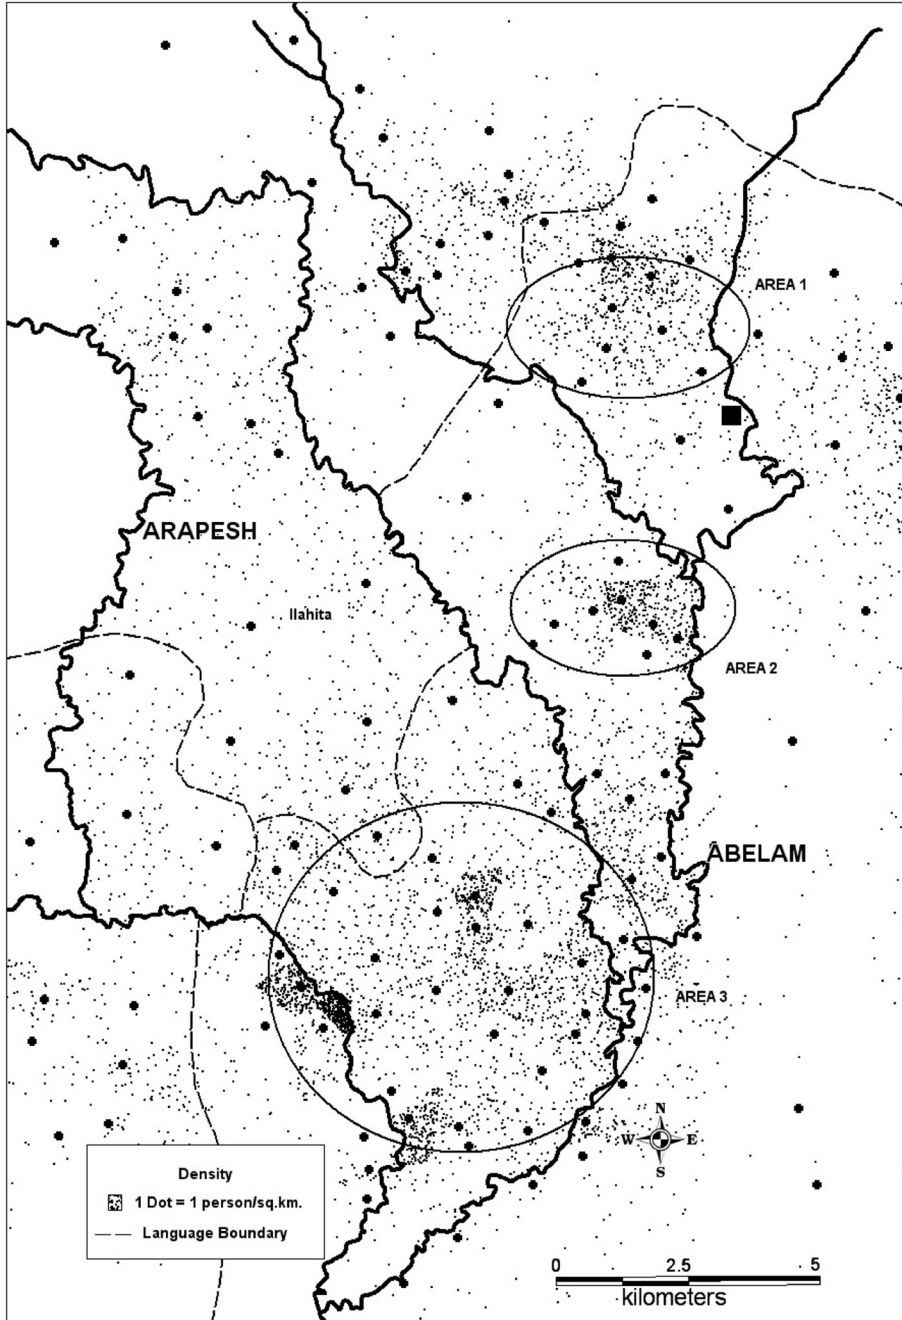 AREA 1
ARAPESH
Ilahita
AREA 2
ABELAM
AREA 3
N
W E
S
Density
1 Dot = 1 person/sq.km.
Language Boundary
0 2.5 5
kilometers